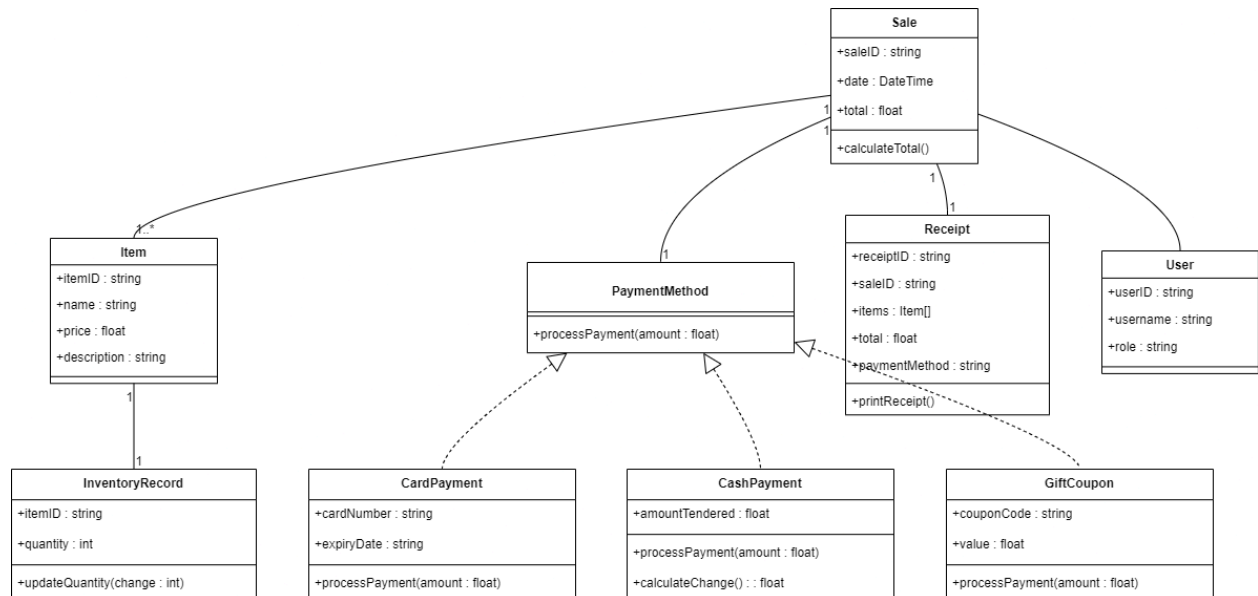 Sale
+saleID : string
+date : DateTime
+total : float
+calculateTotal()
1
1
1
1
1..*
1
1
Item
+itemID : string
+name : string
+price : float
+description : string
PaymentMethod
+processPayment(amount : float)
Receipt
+receiptID : string
+saleID : string
+items : Item[]
+total : float
+paymentMethod : string
+printReceipt()
User
+userID : string
+username : string
+role : string
1
InventoryRecord
+itemID : string
+quantity : int
+updateQuantity(change : int)
CardPayment
+cardNumber : string
+expiryDate : string
+processPayment(amount : float)
CashPayment
+amountTendered : float
+processPayment(amount : float)
+calculateChange() : : float
GiftCoupon
+couponCode : string
+value : float
+processPayment(amount : float)